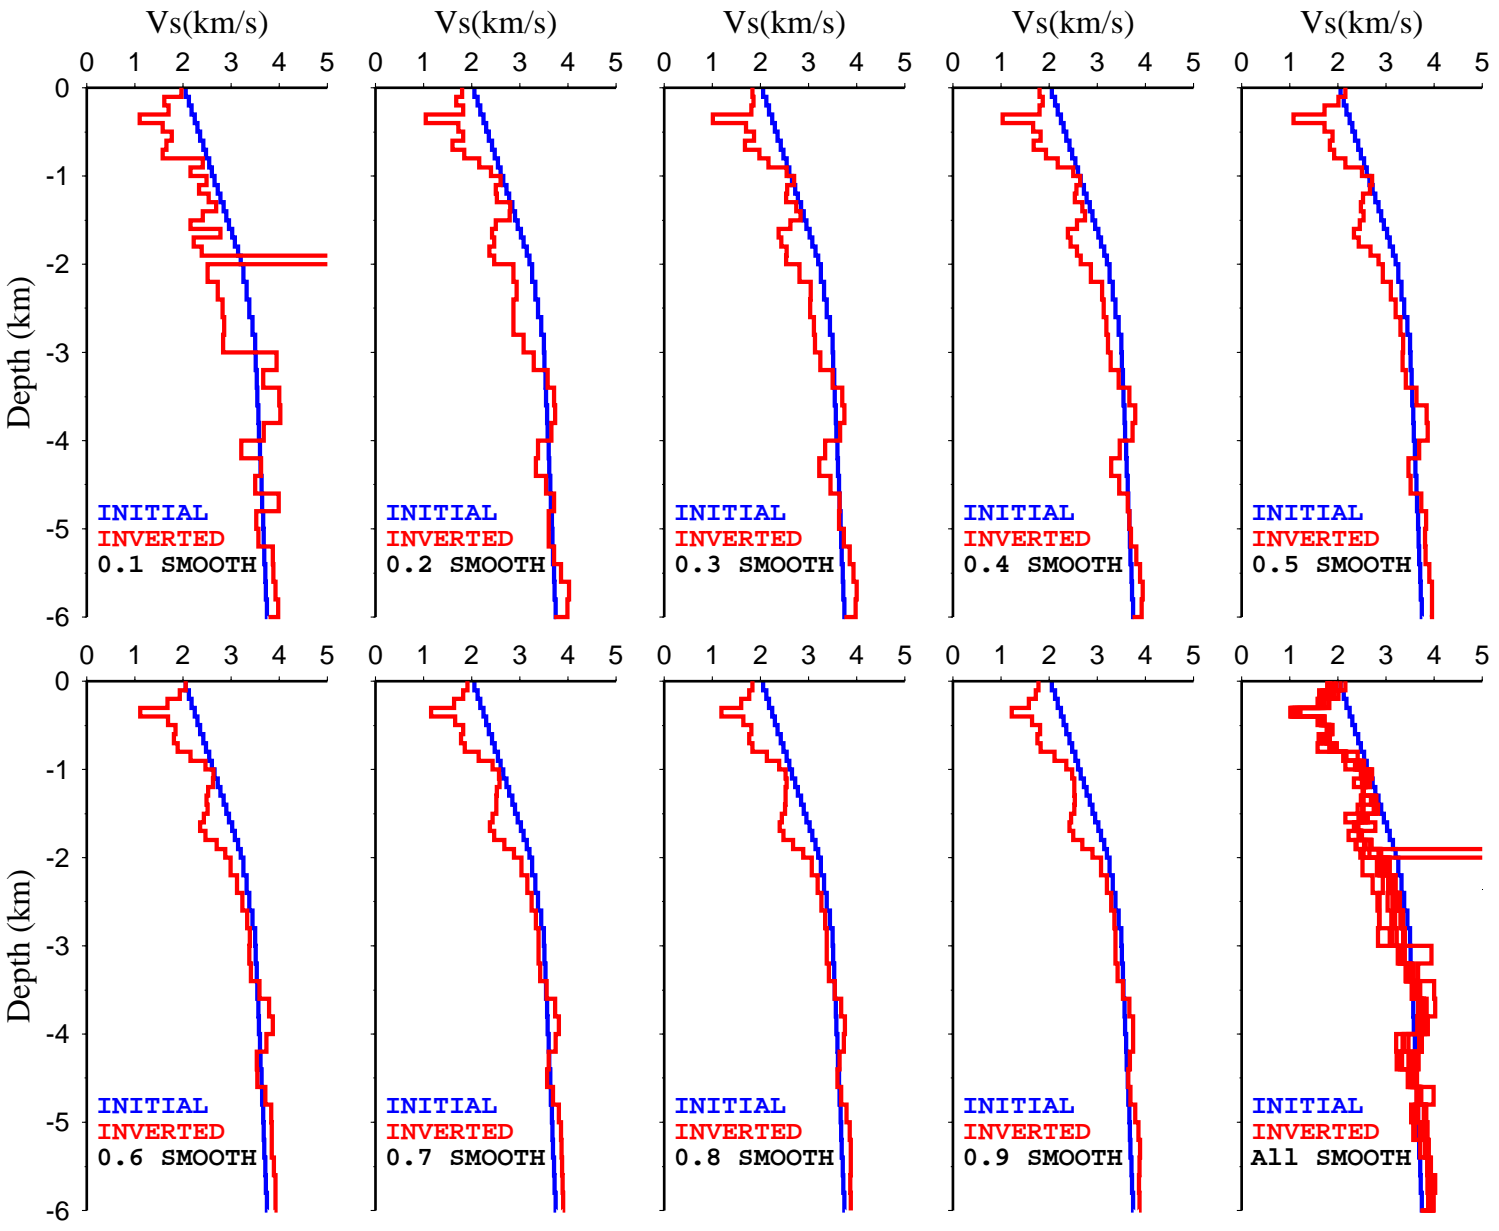 Vs(km/s) Vs(km/s) Vs(km/s) Vs(km/s) Vs(km/s)
0 1 2 3 4 5 0 1 2 3 4 5 0 1 2 3 4 5 0 1 2 3 4 5 0 1 2 3 4 5
0
-1
-2
Depth (km)
-3
-4
-5
-6
INITIAL INITIAL INITIAL INITIAL INITIAL
INVERTED INVERTED INVERTED INVERTED INVERTED
0.1 SMOOTH 0.2 SMOOTH 0.3 SMOOTH 0.4 SMOOTH 0.5 SMOOTH
0 1 2 3 4 5 0 1 2 3 4 5 0 1 2 3 4 5 0 1 2 3 4 5 0 1 2 3 4 5
0
-1
-2
Depth (km)
-3
-4
-5
-6
INITIAL INITIAL INITIAL INITIAL INITIAL
INVERTED INVERTED INVERTED INVERTED INVERTED
0.6 SMOOTH 0.7 SMOOTH 0.8 SMOOTH 0.9 SMOOTH All SMOOTH